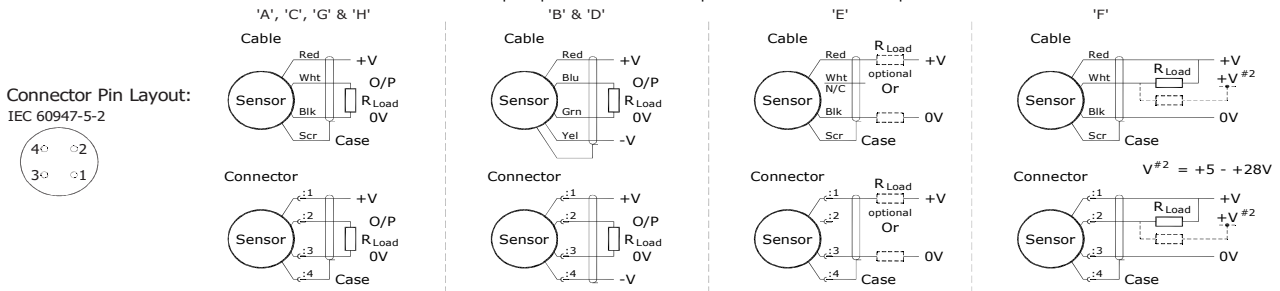 'A', 'C', 'G' & 'H'
'B' & 'D'
'E'
'F'
Connector Pin Layout:
IEC 60947-5-2
4 2
3 1
Cable
Red +V
Wht O/P
Sensor RLoad
Blk 0V
Scr Case
Connector
:1 +V
:2 O/P
Sensor RLoad
:3 0V
:4 Case
Cable
Red +V
Blu O/P
Sensor RLoad
Grn 0V
Yel -V
Connector
:1 +V
:2 O/P
Sensor RLoad
:3 0V
:4 -V
Cable
RLoad
Red +V
Wht optional
N/C Or
Sensor
Blk 0V
Scr Case
Connector
RLoad
:1 +V
:2 optional
Or
Sensor
:3 0V
:4 Case
Cable
Red +V
Wht RLoad +V #2
Sensor
Blk 0V
Scr Case
V#2 = +5 - +28V
Connector
:1 +V
:2 RLoad +V #2
Sensor
:3 0V
:4 Case